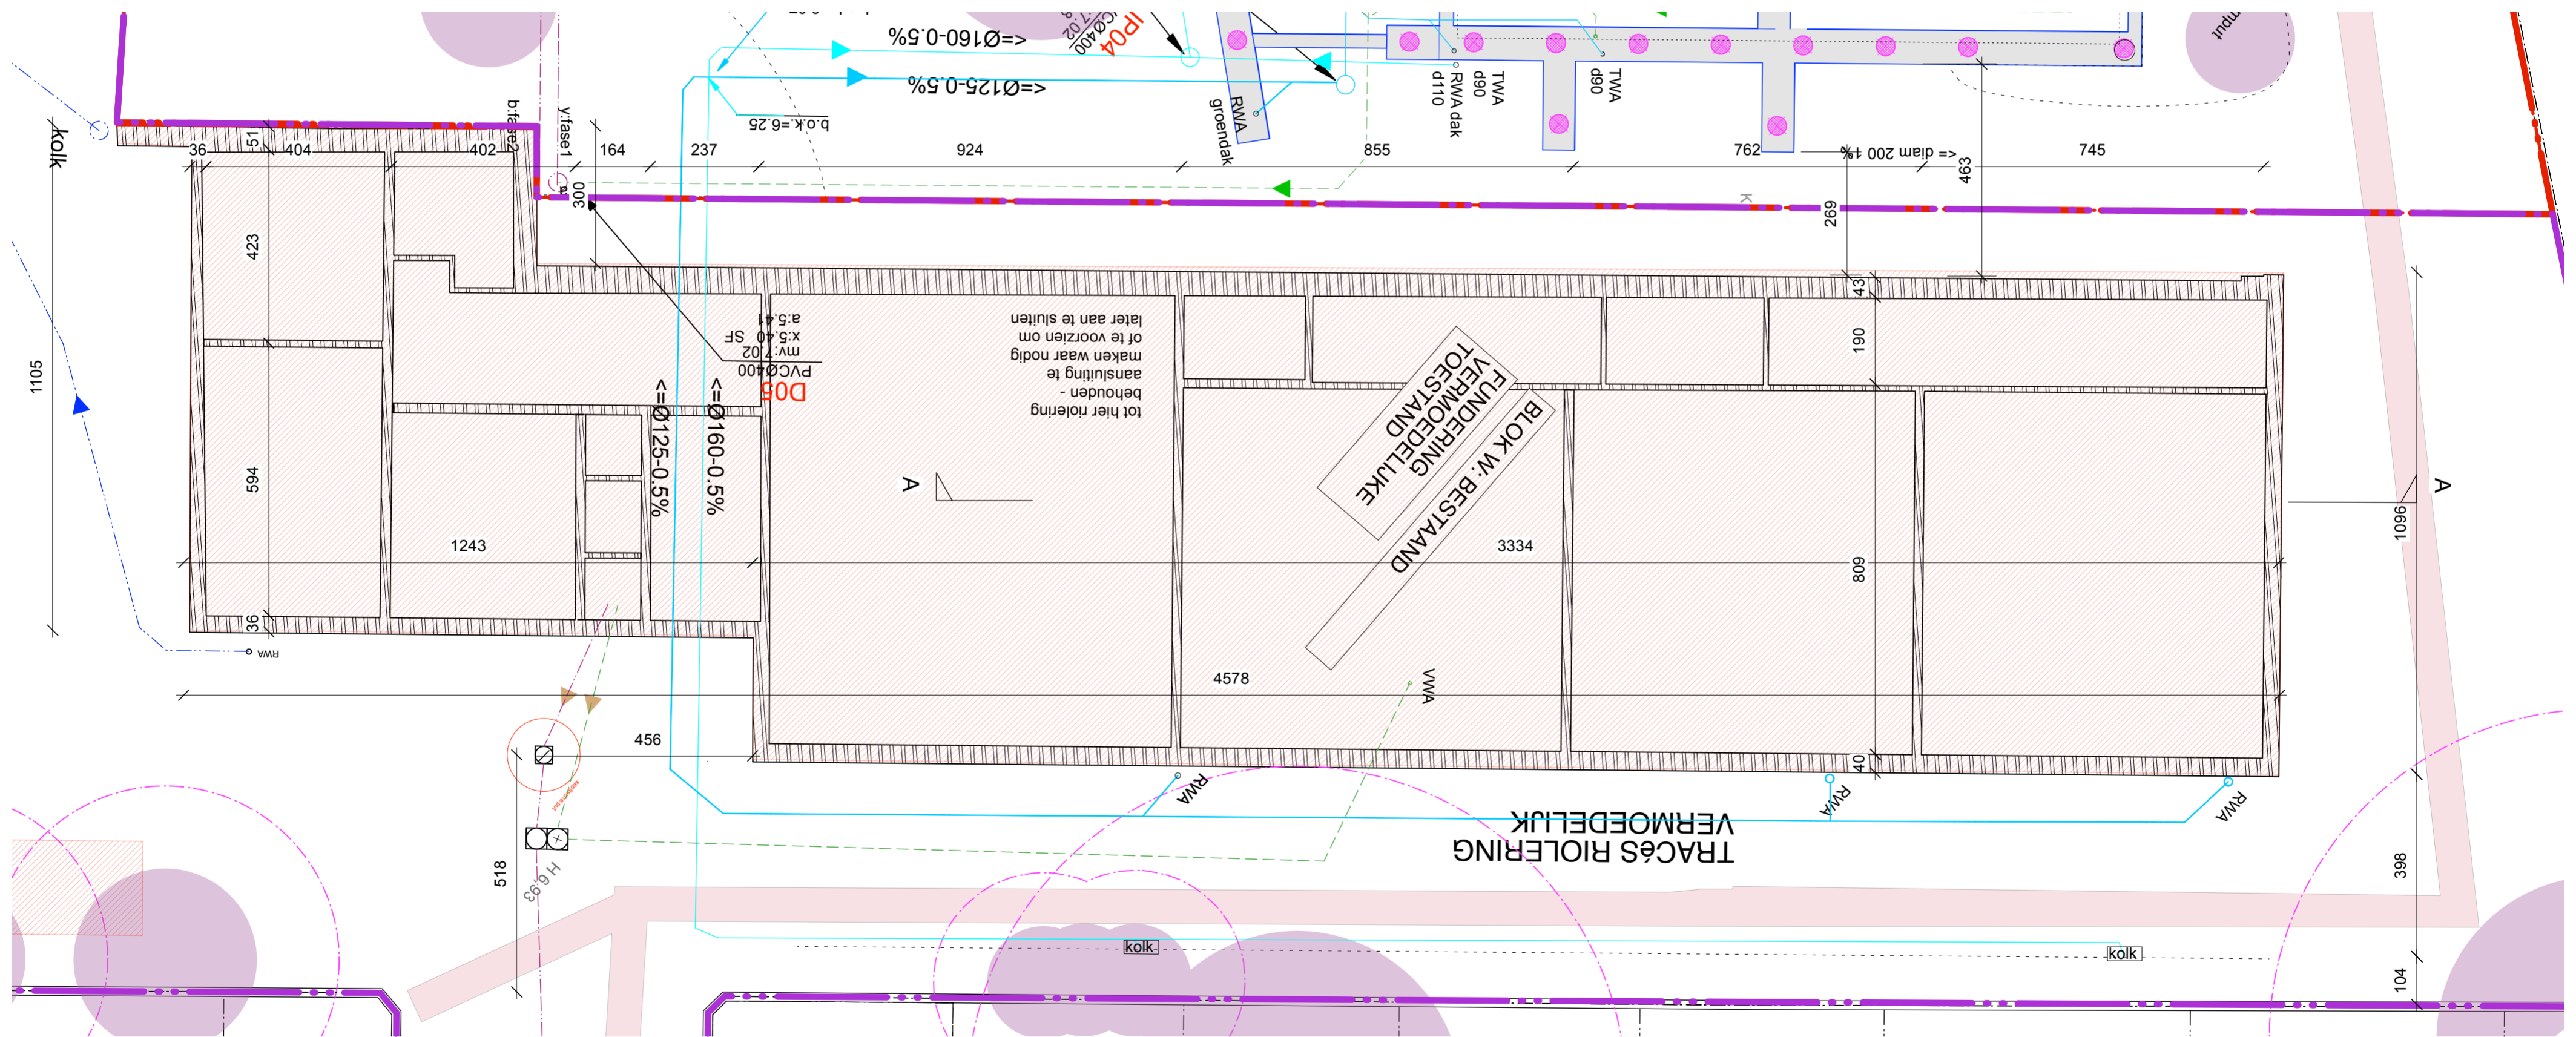 <=Ø160-0.5%
<=Ø125-0.5%
b.o.k.=6.25
IP04
CØ400
7.02
RWA
groendak
RWA dak
d110
TWA
d90
TWA
d90
kolk
b:fase2
y:fase1
51
36
404
402
164
237
924
855
762
<= diam 200 1%
745
463
300
269
K
423
594
36
1105
1243
RWA
a:5.41
x:5.40 SF
mv:7.02
PVCØ400
D05
<=Ø125-0.5%
<=Ø160-0.5%
tot hier riolering
behouden -
aansluiting te
maken waar nodig
of te voorzien om
later aan te sluiten
A
FUNDERING
VERMOEDELIJKE
TOESTAND
BLOK W: BESTAAND
3334
4578
VWA
43
190
809
40
A
1096
456
518
H 6,93
RWA
RWA
RWA
TRACéS RIOLERING
VERMOEDELIJK
398
104
kolk
kolk